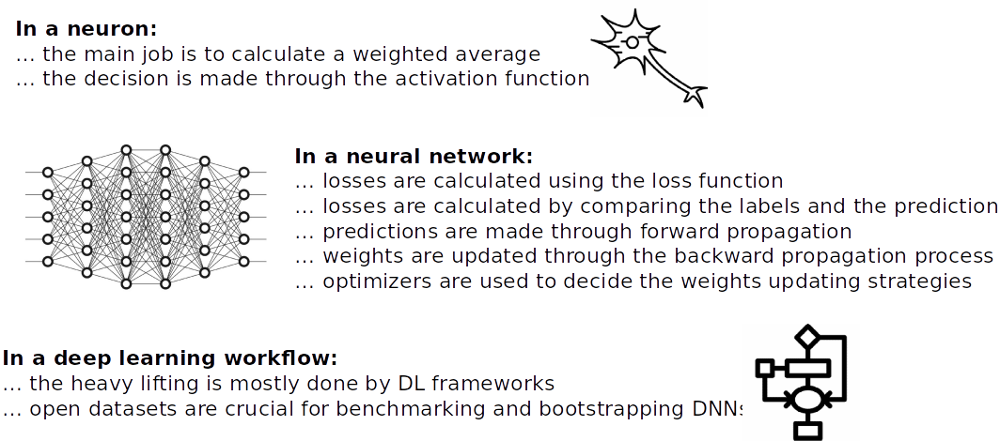 In a neuron:
... the main job is to calculate a weighted average
... the decision is made through the activation function
In a neural network:
... losses are calculated using the loss function
... losses are calculated by comparing the labels and the prediction
... predictions are made through forward propagation
... weights are updated through the backward propagation process
... optimizers are used to decide the weights updating strategies
In a deep learning workflow:
... the heavy lifting is mostly done by DL frameworks
... open datasets are crucial for benchmarking and bootstrapping DNNs